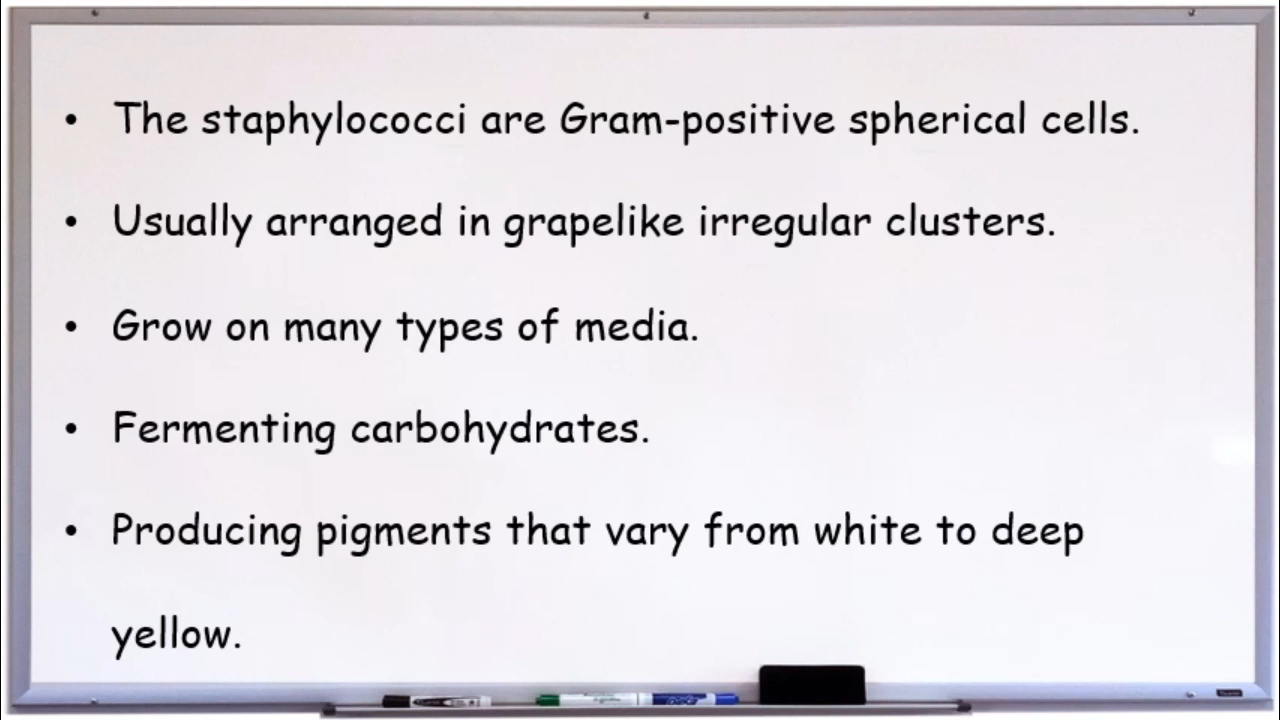 • The staphylococci are Gram-positive spherical cells.
• Usually arranged in grapelike irregular clusters.
• Grow on many types of media.
• Fermenting carbohydrates.
• Producing pigments that vary from white to deep
yellow.